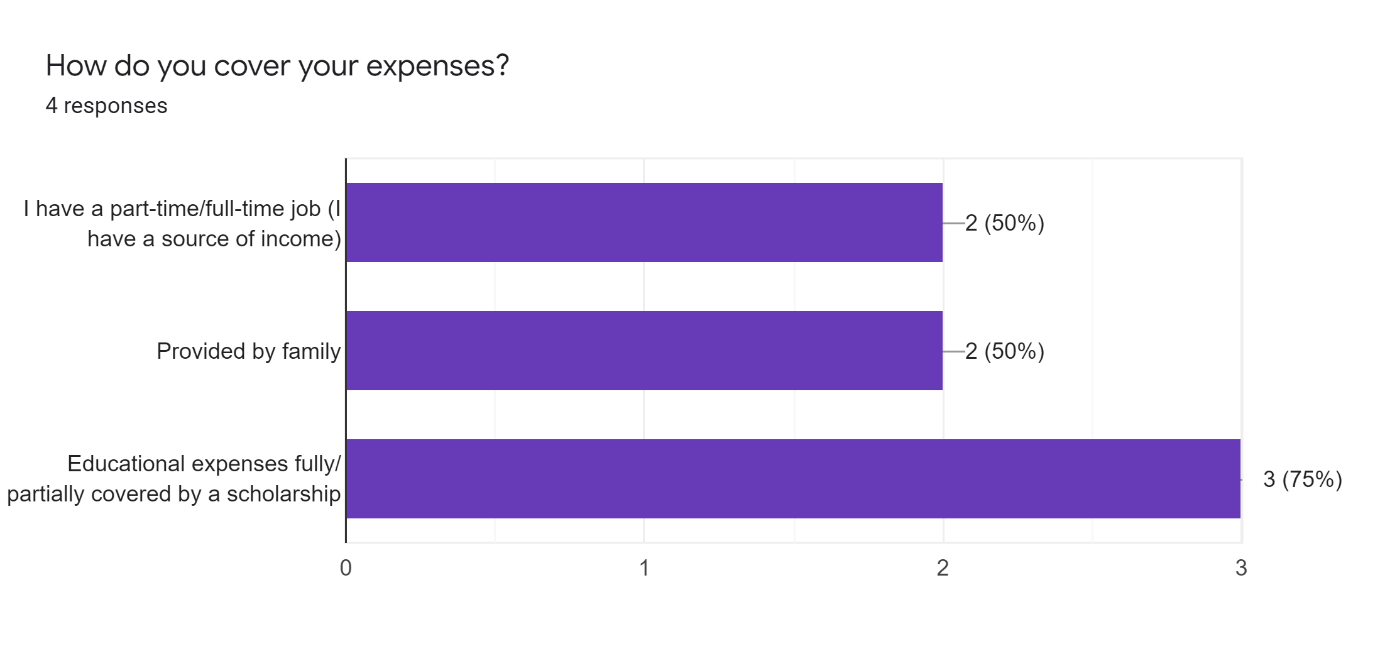 How do you cover your expenses?
4 responses
I have a part-time/full-time job (I
have a source of income)
2 (50%)
Provided by family
2 (50%)
Educational expenses fully/
partially covered by a scholarship
3 (75%)
0
1
2
3